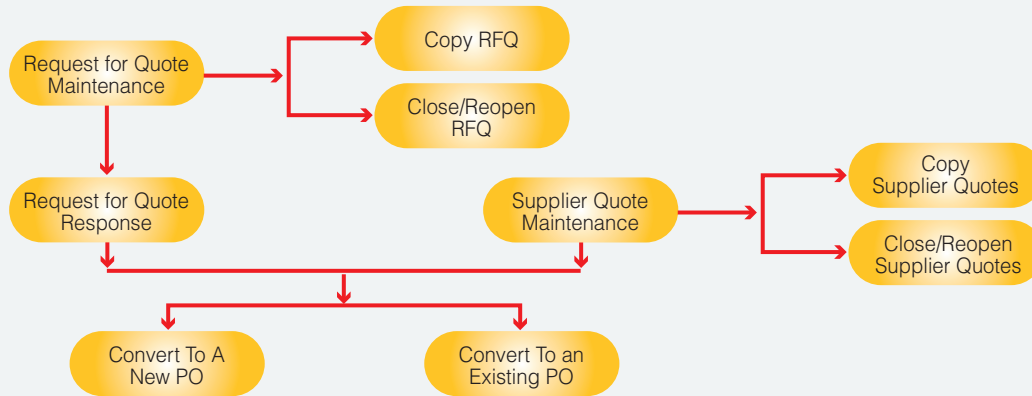 Copy RFQ
Request for Quote
Maintenance
Close/Reopen
RFQ
Copy
Supplier Quotes
Request for Quote
Response
Supplier Quote
Maintenance
Close/Reopen
Supplier Quotes
Convert To A
New PO
Convert To an
Existing PO